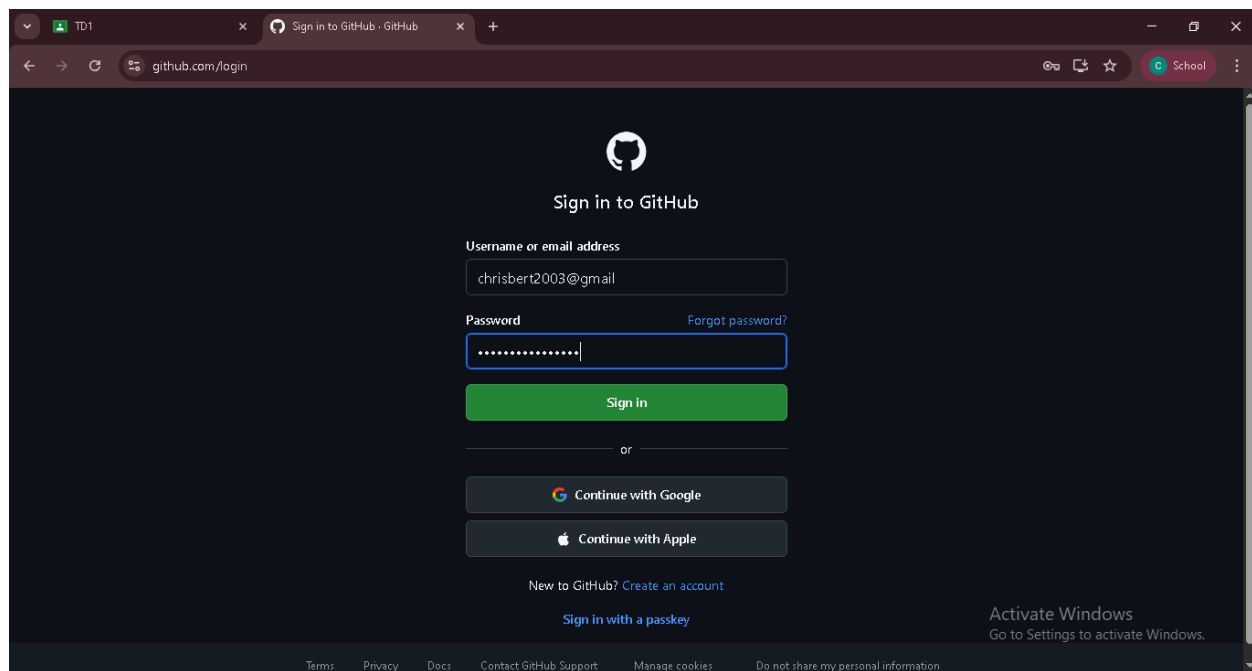 TD1
Sign in to GitHub · GitHub
github.com/login
C School
Sign in to GitHub
Username or email address
chrisbert2003@gmail
Password Forgot password?
••••••••••••••••
Sign in
or
Continue with Google
Continue with Apple
New to GitHub? Create an account
Sign in with a passkey
Activate Windows
Go to Settings to activate Windows.
Terms Privacy Docs Contact GitHub Support Manage cookies Do not share my personal information